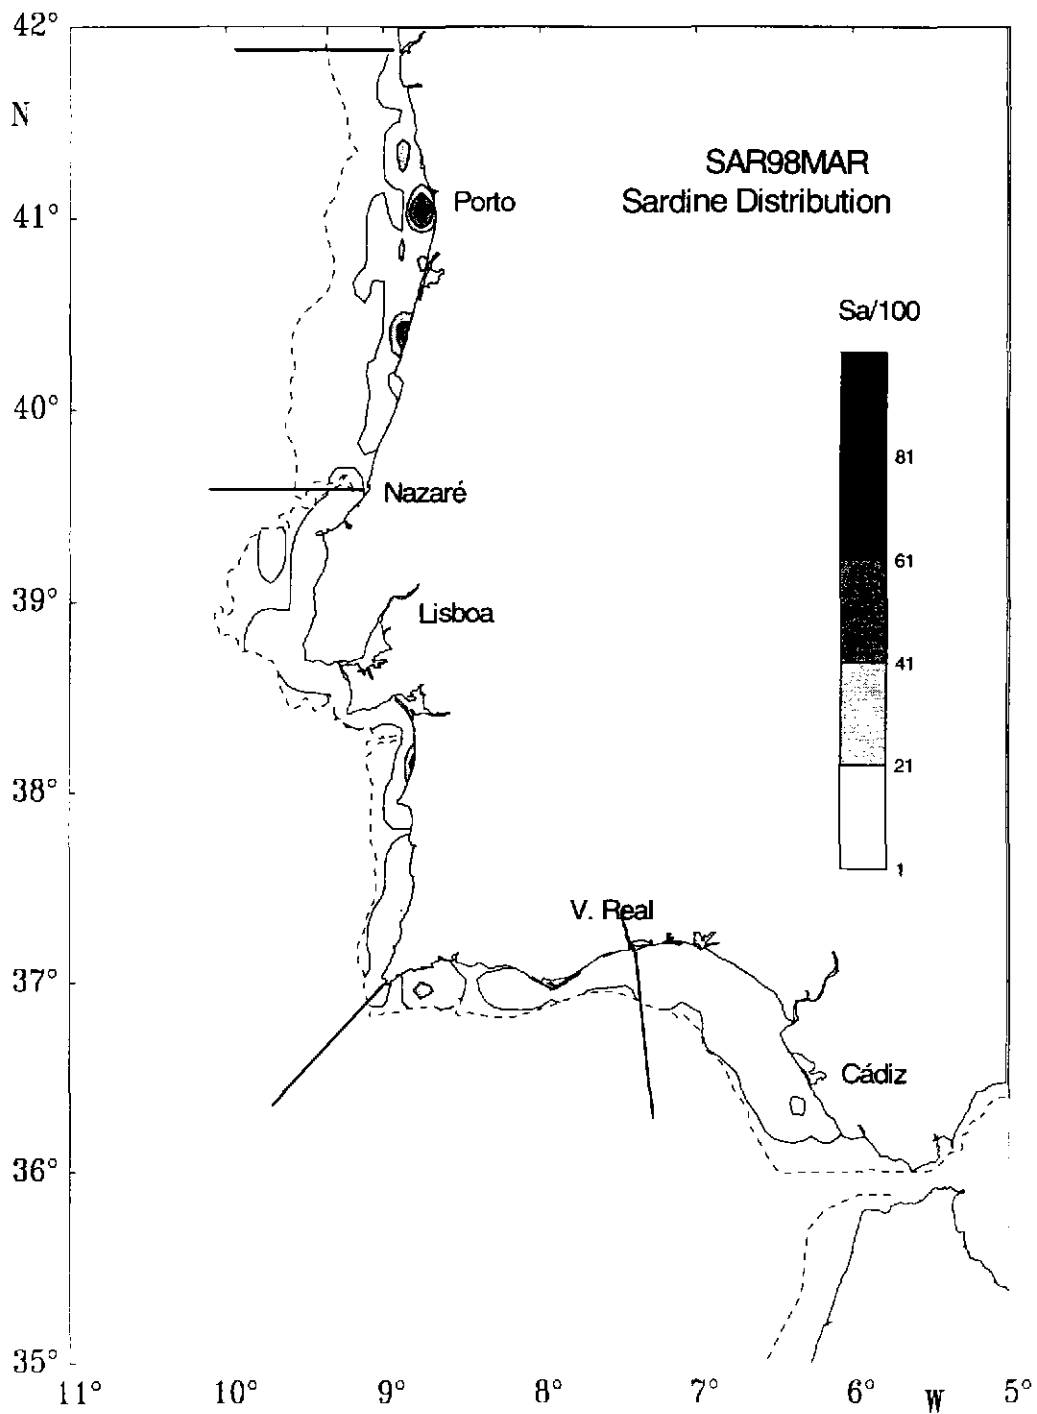 42°
N
SAR98MAR
Sardine Distribution
Porto
41°
Sa/100
40°
81
Nazaré
61
39°
Lisboa
41
21
38°
1
V. Real
37°
Cádiz
36°
35°
11° 10° 9° 8° 7° 6° W 5°